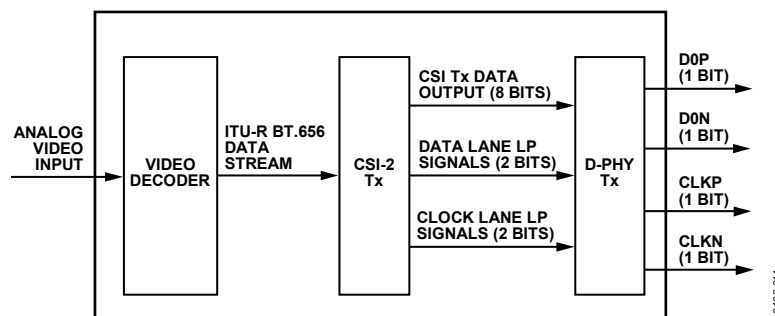 ANALOG
VIDEO
INPUT
VIDEO
DECODER
ITU-R BT.656
DATA
STREAM
CSI-2
Tx
CSI Tx DATA
OUTPUT (8 BITS)
DATA LANE LP
SIGNALS (2 BITS)
CLOCK LANE LP
SIGNALS (2 BITS)
D-PHY
Tx
D0P
(1 BIT)
D0N
(1 BIT)
CLKP
(1 BIT)
CLKN
(1 BIT)